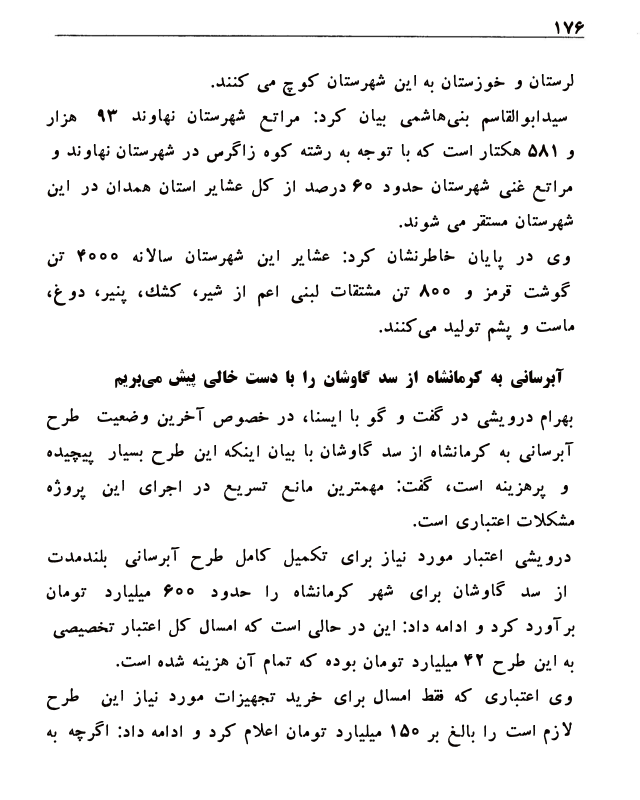 ۱۷۶
لرستان و خوزستان به این شهرستان کوچ می کنند.
سیدابوالقاسم بنی‌هاشمی بیان کرد: مراتع شهرستان نهاوند ۹۳ هزار
و ۵۸۱ هکتار است که با توجه به رشته کوه زاگرس در شهرستان نهاوند و
مراتع غنی شهرستان حدود ۶۰ درصد از کل عشایر استان همدان در این
شهرستان مستقر می شوند.
وی در پایان خاطرنشان کرد: عشایر این شهرستان سالانه ۴۰۰۰ تن
گوشت قرمز و ۸۰۰ تن مشتقات لبنی اعم از شیر، کشك، پنیر، دوغ،
ماست و پشم تولید می‌کنند.
آبرسانی به کرمانشاه از سد گاوشان را با دست خالی پیش می‌بریم
بهرام درویشی در گفت و گو با ایسنا، در خصوص آخرین وضعیت طرح
آبرسانی به کرمانشاه از سد گاوشان با بیان اینکه این طرح بسیار پیچیده
و پرهزینه است، گفت: مهمترین مانع تسریع در اجرای این پروژه
مشکلات اعتباری است.
درویشی اعتبار مورد نیاز برای تکمیل کامل طرح آبرسانی بلندمدت
از سد گاوشان برای شهر کرمانشاه را حدود ۶۰۰ میلیارد تومان
برآورد کرد و ادامه داد: این در حالی است که امسال کل اعتبار تخصیصی
به این طرح ۴۲ میلیارد تومان بوده که تمام آن هزینه شده است.
وی اعتباری که فقط امسال برای خرید تجهیزات مورد نیاز این طرح
لازم است را بالغ بر ۱۵۰ میلیارد تومان اعلام کرد و ادامه داد: اگرچه به